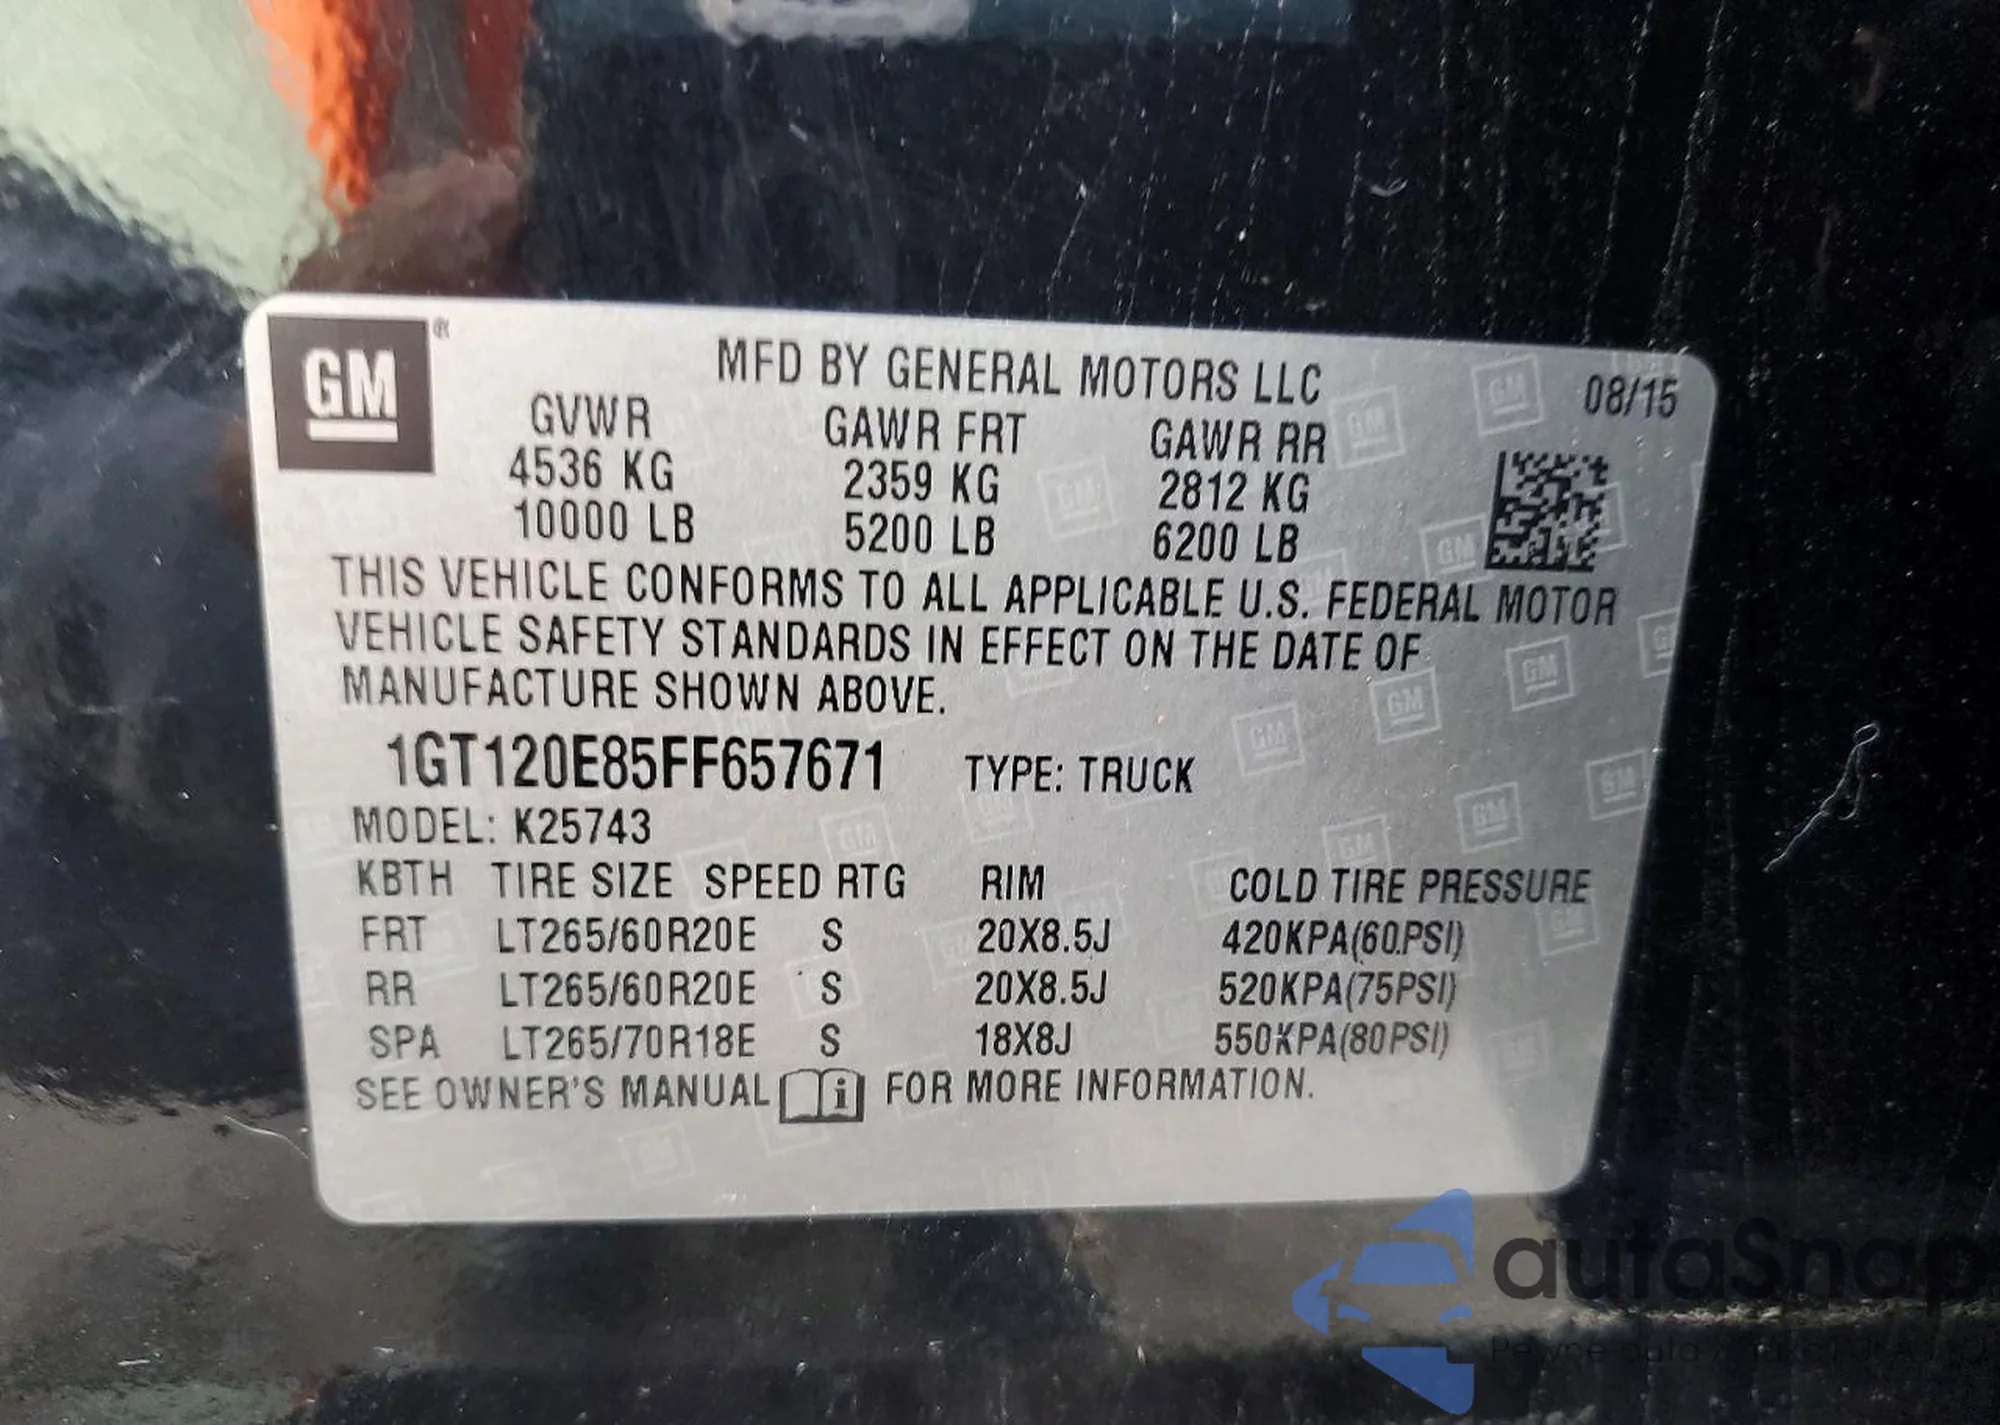 GM ®
MFD BY GENERAL MOTORS LLC 08/15
GVWR GAWR FRT GAWR RR
4536 KG 2359 KG 2812 KG
10000 LB 5200 LB 6200 LB
THIS VEHICLE CONFORMS TO ALL APPLICABLE U.S. FEDERAL MOTOR
VEHICLE SAFETY STANDARDS IN EFFECT ON THE DATE OF
MANUFACTURE SHOWN ABOVE.
1GT120E85FF657671 TYPE: TRUCK
MODEL: K25743
KBTH TIRE SIZE SPEED RTG RIM COLD TIRE PRESSURE
FRT LT265/60R20E S 20X8.5J 420KPA(60PSI)
RR LT265/60R20E S 20X8.5J 520KPA(75PSI)
SPA LT265/70R18E S 18X8J 550KPA(80PSI)
SEE OWNER'S MANUAL i FOR MORE INFORMATION.
autaSnap
Pewne auta